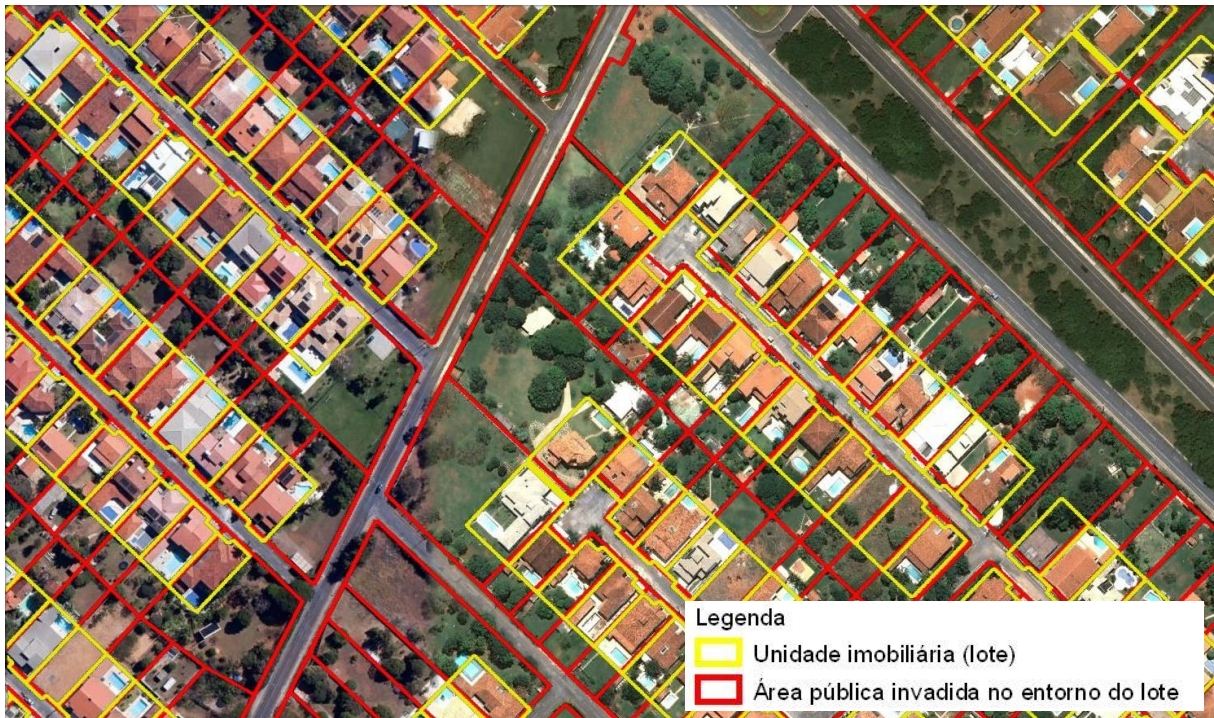 Legenda
Unidade imobiliária (lote)
Área pública invadida no entorno do lote